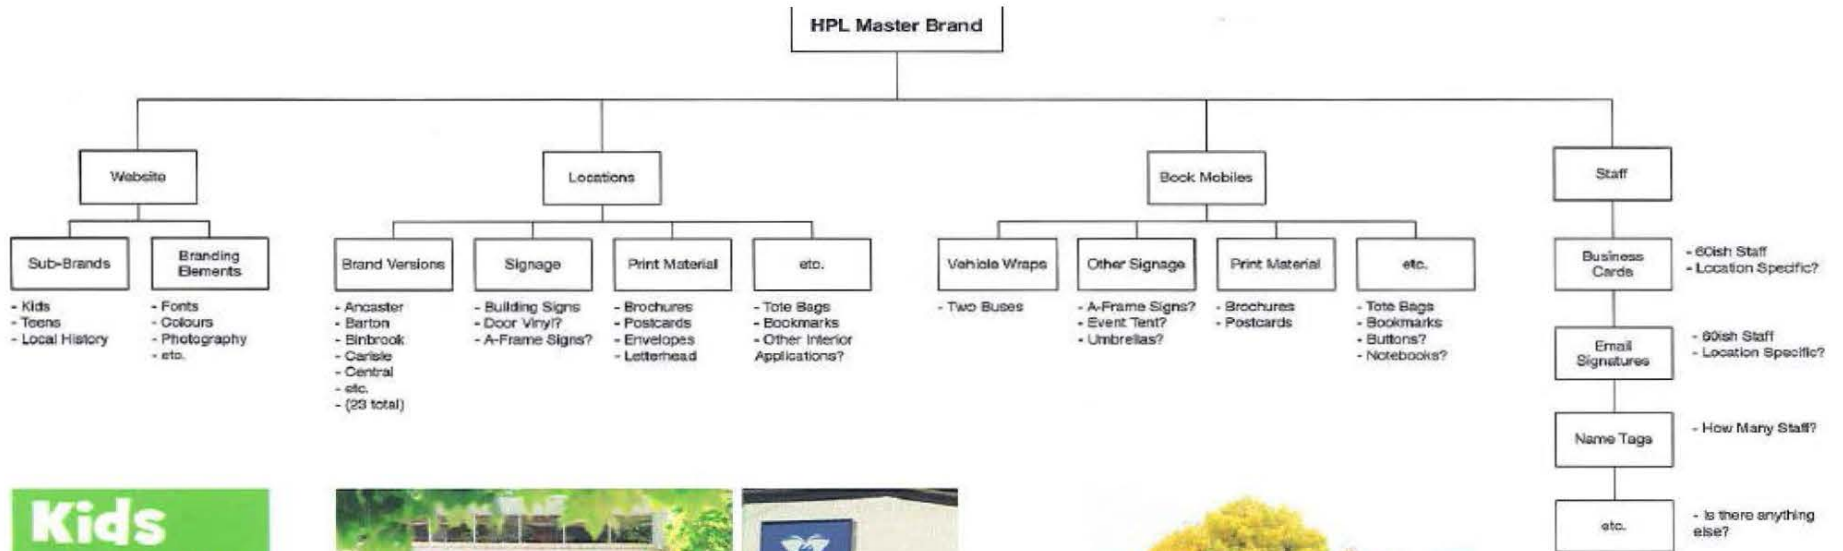 HPL Master Brand
Website
Locations
Book Mobiles
Staff
Sub-Brands
- Kids
- Teens
- Local History
Branding
Elements
- Fonts
- Colours
- Photography
- etc.
Brand Versions
- Ancaster
- Barton
- Binbrook
- Carlisle
- Central
- etc.
- (23 total)
Signage
- Building Signs
- Door Vinyl?
- A-Frame Signs?
Print Material
- Brochures
- Postcards
- Envelopes
- Letterhead
etc.
- Tote Bags
- Bookmarks
- Other Interior
Applications?
Vehicle Wraps
- Two Buses
Other Signage
- A-Frame Signs?
- Event Tent?
- Umbrellas?
Print Material
- Brochures
- Postcards
etc.
- Tote Bags
- Bookmarks
- Buttons?
- Notebooks?
Business
Cards
- 60ish Staff
- Location Specific?
Email
Signatures
- 60ish Staff
- Location Specific?
Name Tags
- How Many Staff?
etc.
- Is there anything
else?
Kids